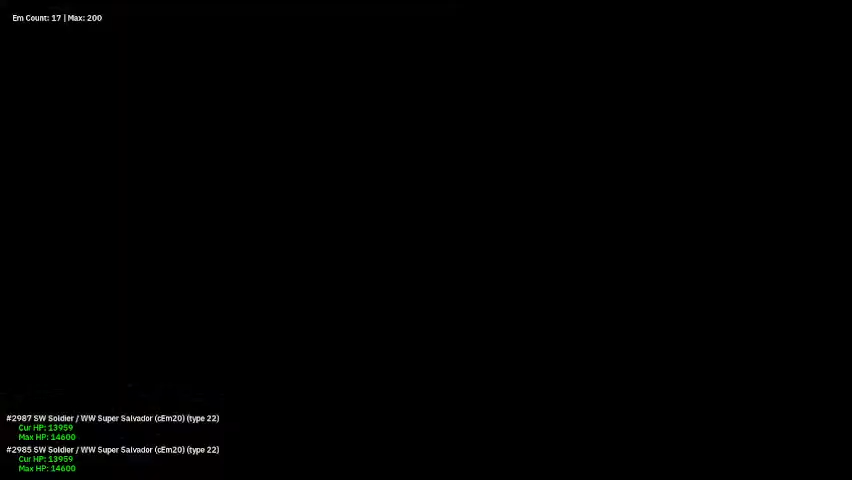 Em Count: 17 | Max: 200
#2987 SW Soldier / WW Super Salvador (cEm20) (type 22)
Cur HP: 13959
Max HP: 14600
#2985 SW Soldier / WW Super Salvador (cEm20) (type 22)
Cur HP: 13959
Max HP: 14600